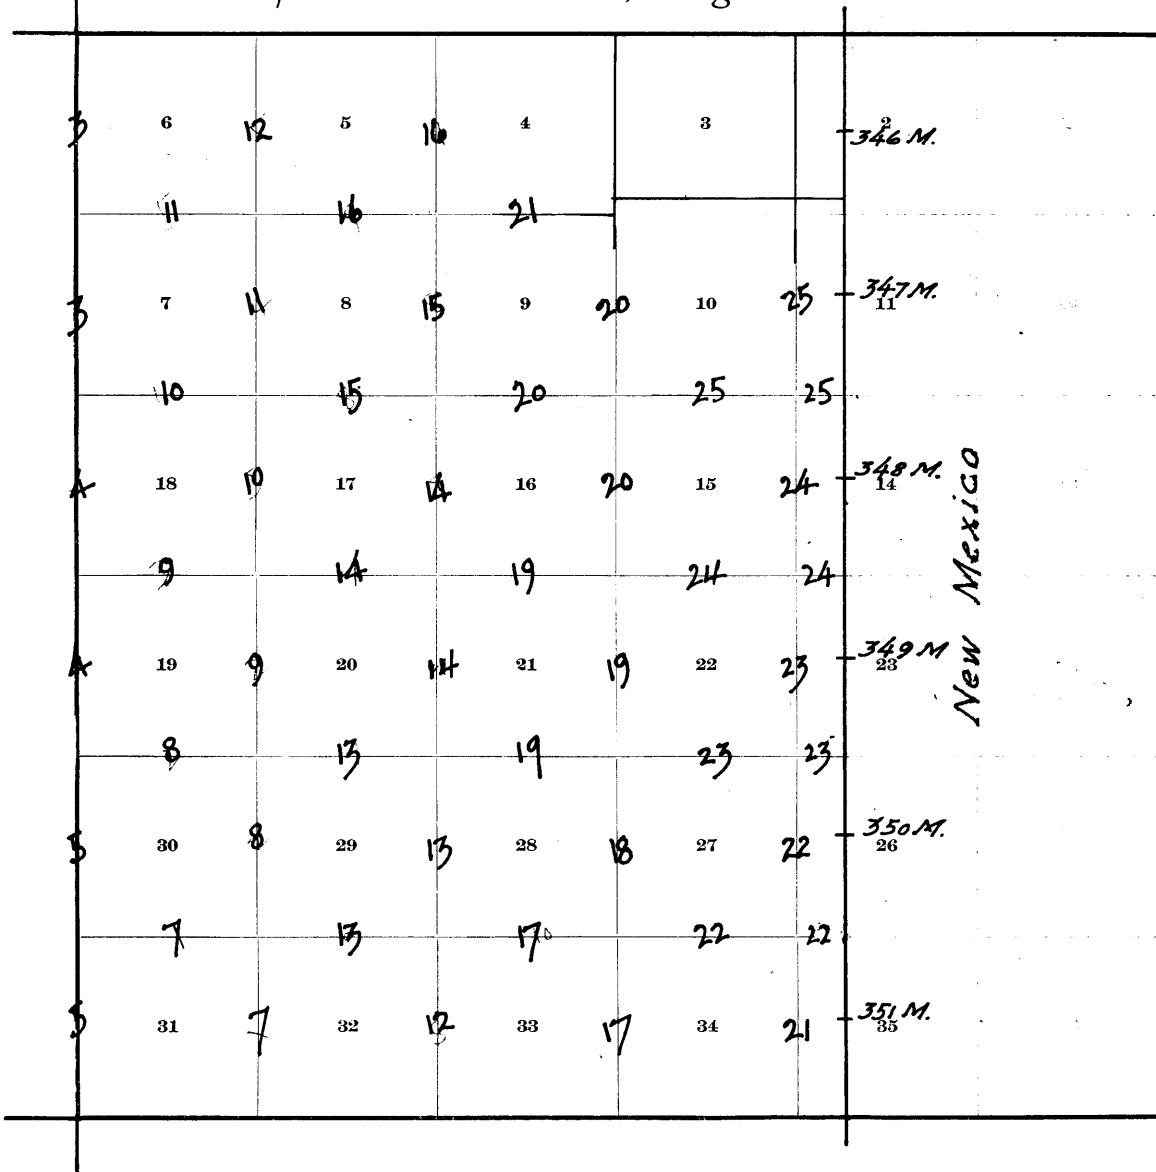 3 6 12 5 16 4 3 2
346 M.
11 16 21
3 7 11 8 15 9 20 10 25 347 M. 11
10 15 20 25 25
4 18 10 17 14 16 20 15 24 348 M. 14
9 14 19 24 24
4 19 9 20 14 21 19 22 23 349 M 23
New Mexico
8 13 19 23 23
5 30 8 29 13 28 18 27 22 350 M. 26
7 13 17 22 22
5 31 7 32 12 33 17 34 21 351 M. 35